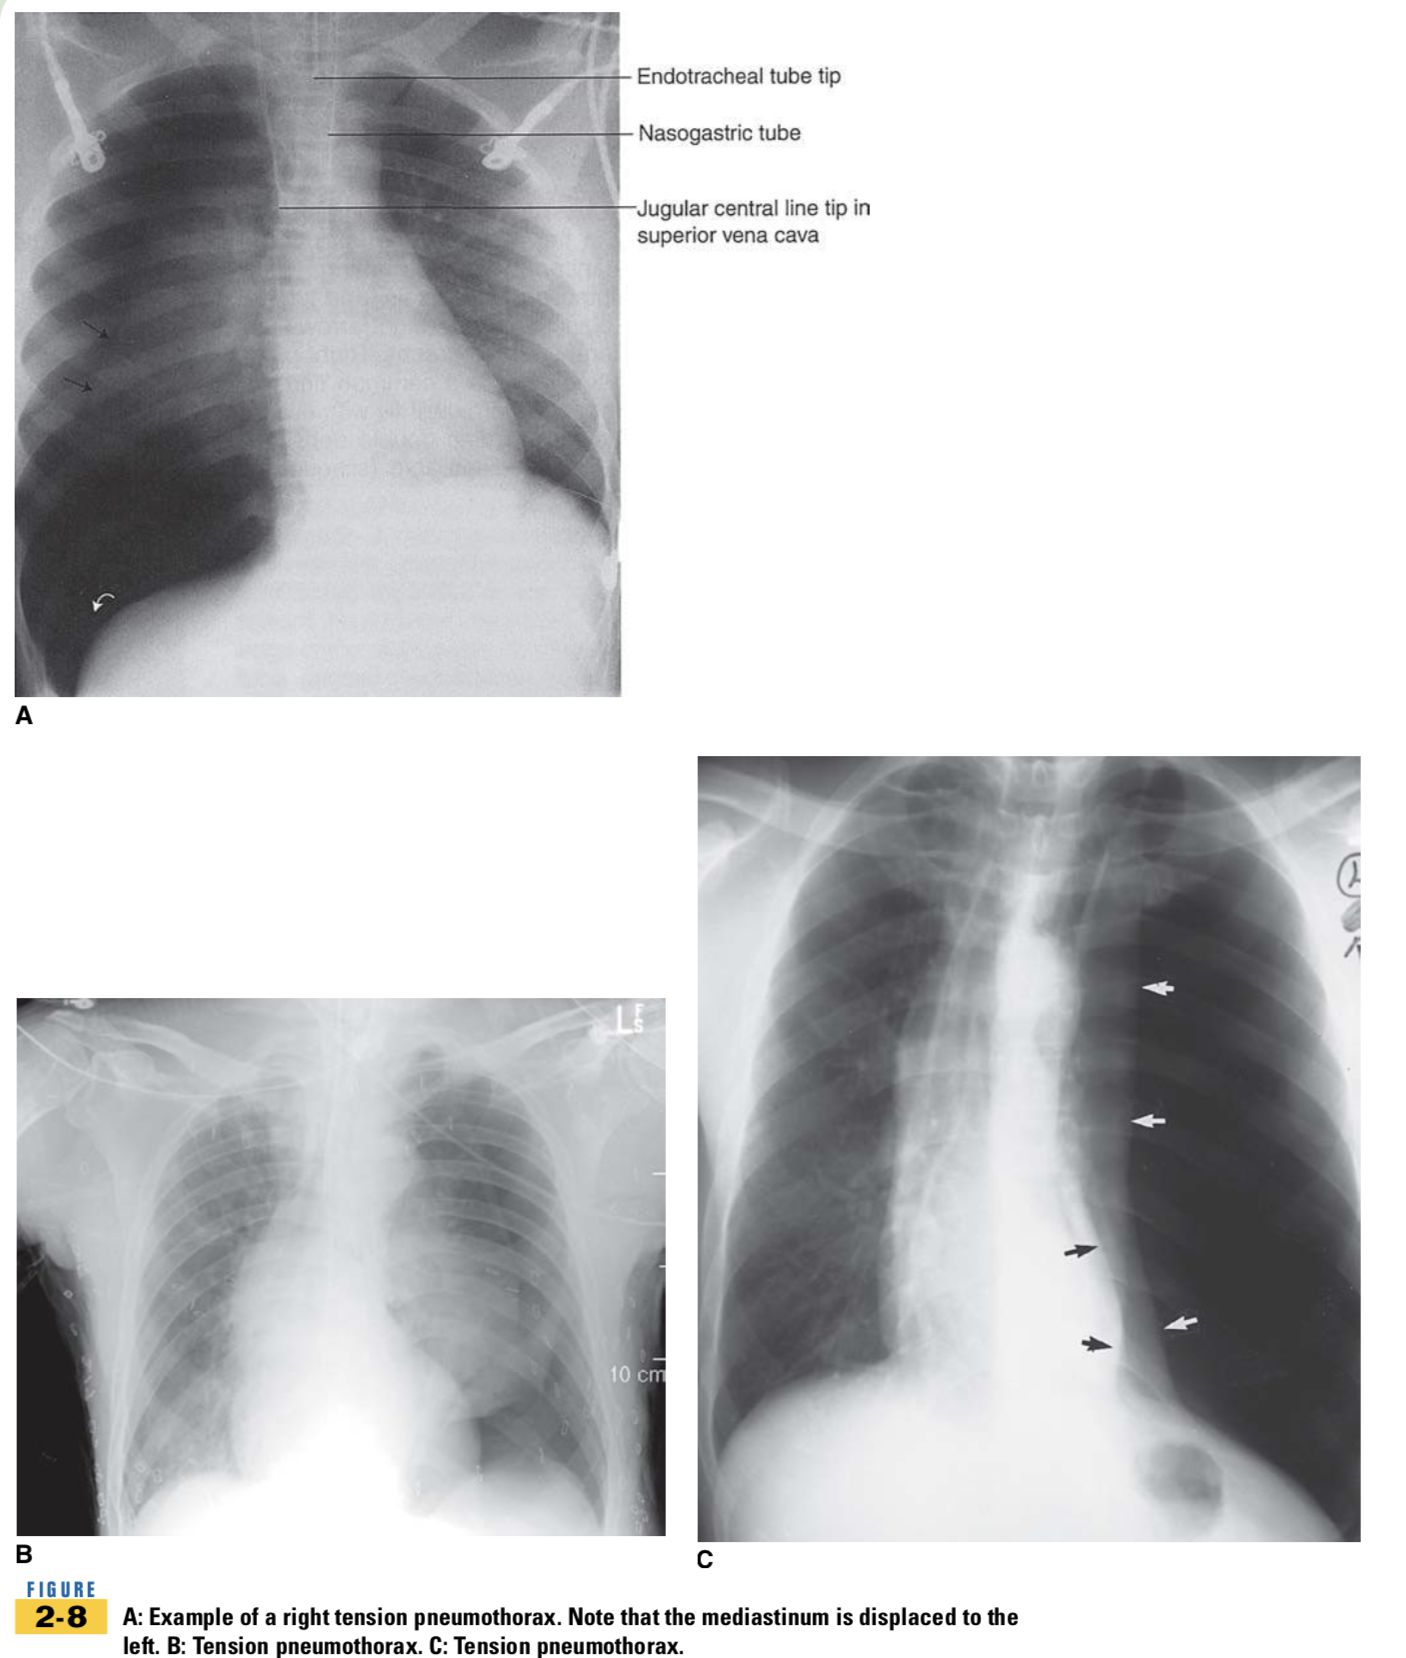 Endotracheal tube tip
Nasogastric tube
Jugular central line tip in
superior vena cava
A
L E
S
10 cm
B
C
FIGURE
2-8
A: Example of a right tension pneumothorax. Note that the mediastinum is displaced to the
left. B: Tension pneumothorax. C: Tension pneumothorax.